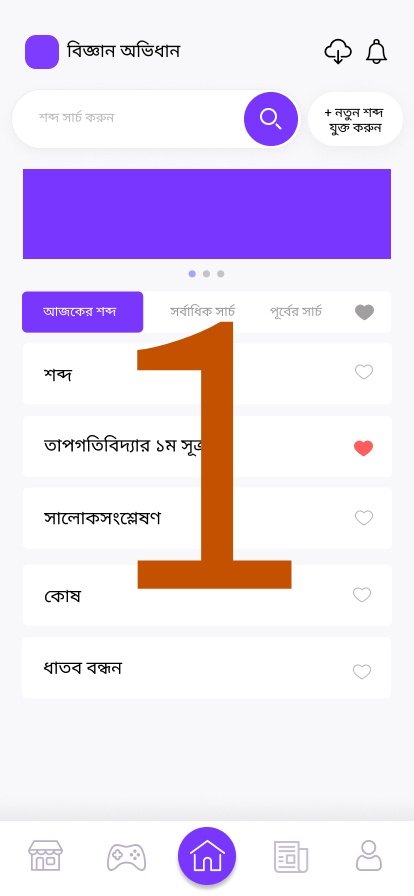 বিজ্ঞান অভিধান
শব্দ সার্চ করুন
+ নতুন শব্দ
যুক্ত করুন
আজকের শব্দ
সর্বাধিক সার্চ
পূর্বের সার্চ
শব্দ
তাপগতিবিদ্যার ১ম সূত্র
সালোকসংশ্লেষণ
কোষ
ধাতব বন্ধন
1